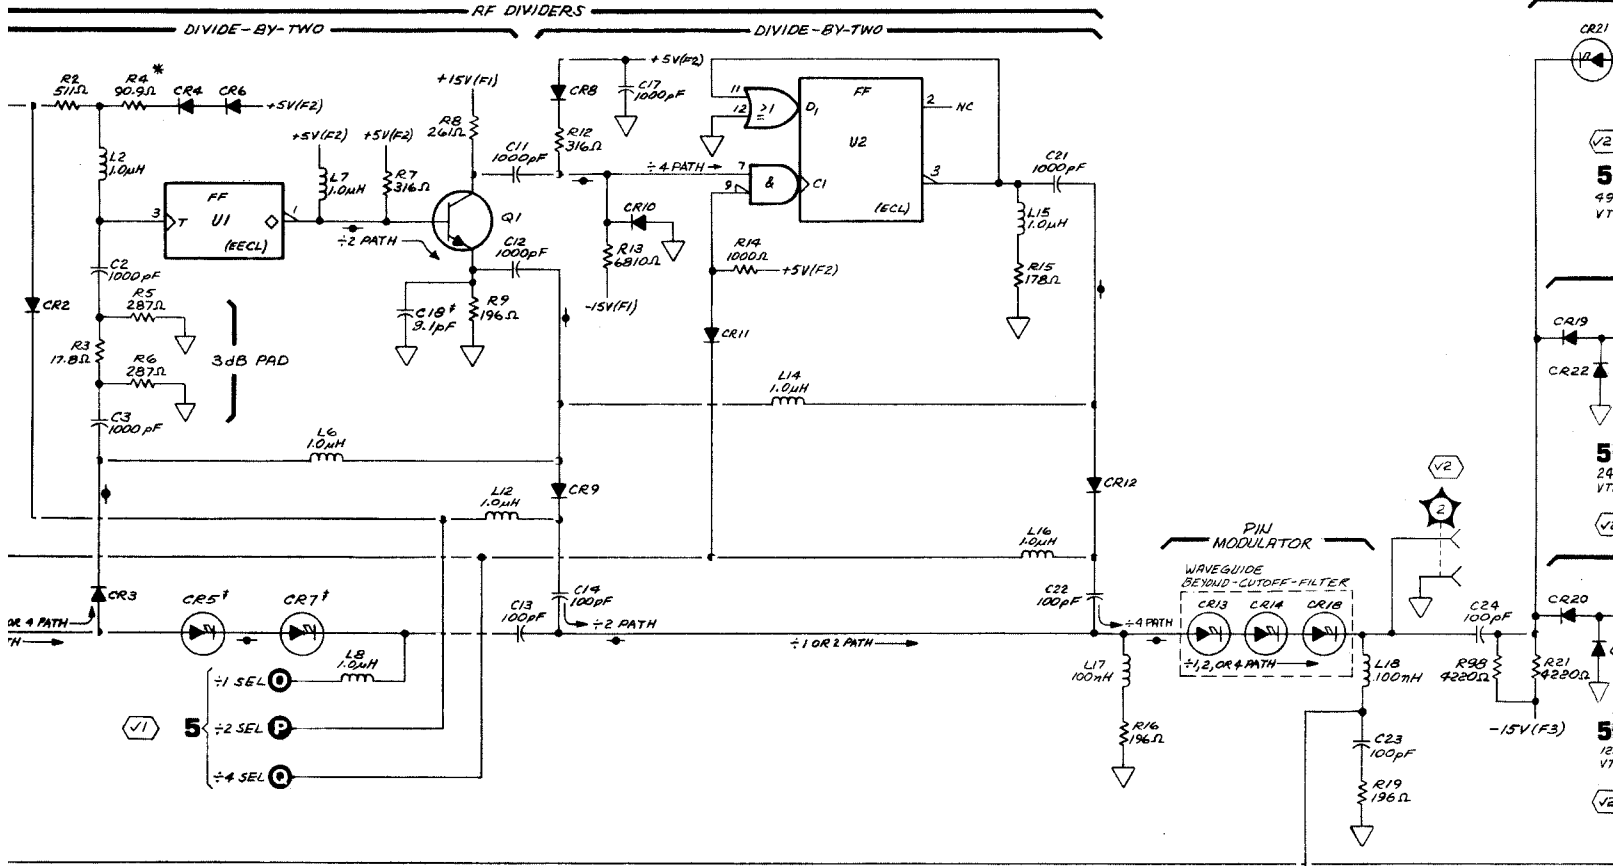 RF DIVIDERS
DIVIDE-BY-TWO
DIVIDE-BY-TWO
CR21
R2
511Ω
R4*
90.9Ω
CR4
CR6
+5V(F2)
+15V(F1)
R8
261Ω
CR8
+5V(F2)
C17
1000pF
R12
316Ω
11
12
≥1
D1
FF
2
NC
U2
L2
1.0µH
+5V(F2)
+5V(F2)
L7
1.0µH
R7
316Ω
C11
1000pF
÷4 PATH
7
9
&
C1
3
(ECL)
C21
1000pF
3
T
FF
U1
(EECL)
1
÷2 PATH
Q1
C12
1000pF
CR10
R13
6810Ω
-15V(F1)
R14
1000Ω
+5V(F2)
L15
1.0µH
R15
178Ω
C2
1000pF
CR2
R5
287Ω
R3
17.8Ω
R6
287Ω
3dB PAD
C18‡
9.1pF
R9
196Ω
CR11
CR19
CR22
C3
1000pF
L14
1.0µH
L6
1.0µH
CR9
CR12
L12
1.0µH
L16
1.0µH
√2
2
PIN
MODULATOR
WAVEGUIDE
BEYOND-CUTOFF-FILTER
CR3
OR 4 PATH
CR5‡
CR7‡
C13
100pF
C14
100pF
÷2 PATH
÷1 OR 2 PATH
C22
100pF
÷4 PATH
CR13
CR14
CR18
÷1,2,OR 4 PATH
C24
100pF
CR20
L8
1.0µH
÷1 SEL
O
√1
5
÷2 SEL
P
÷4 SEL
Q
L17
100nH
R16
196Ω
L18
100nH
R98
4220Ω
R21
4220Ω
-15V(F3)
C23
100pF
R19
196Ω